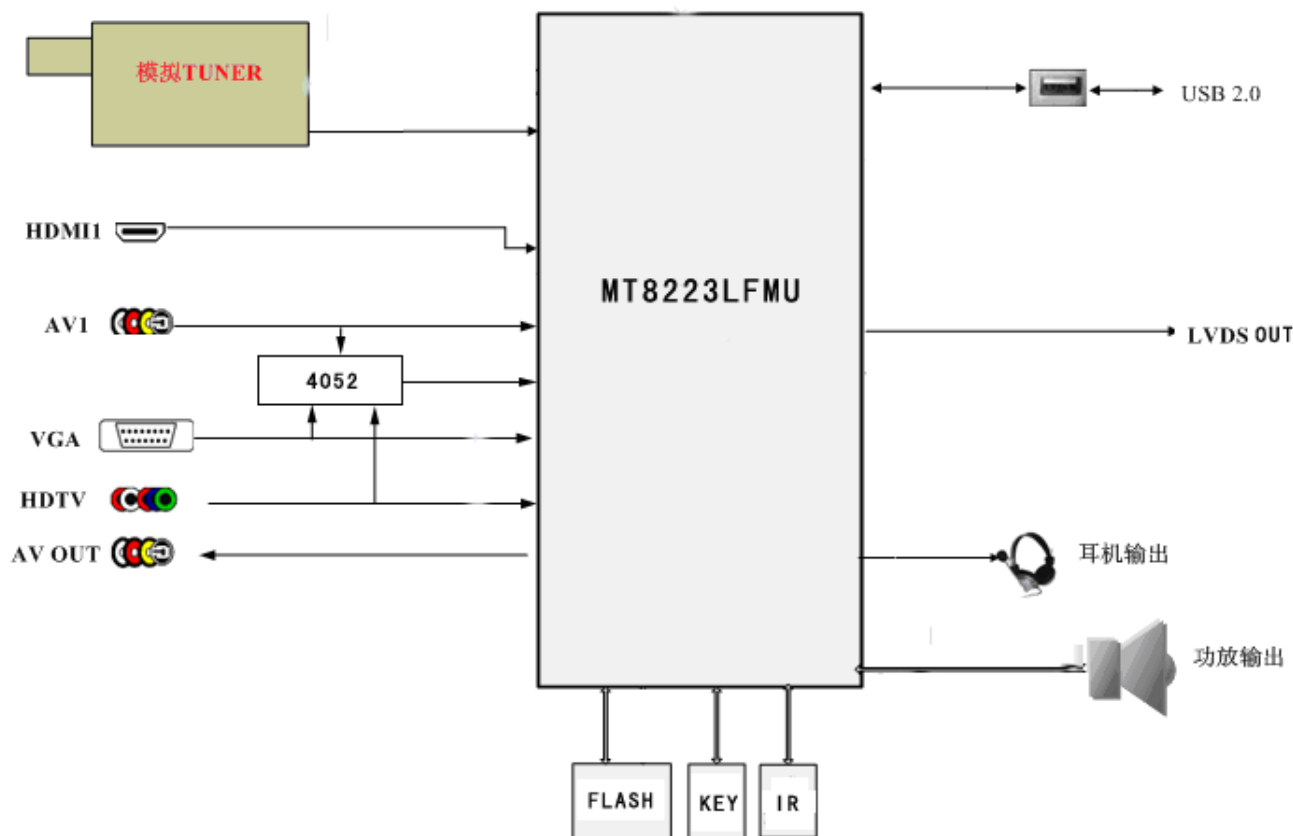 模拟TUNER
USB 2.0
HDMI1
MT8223LFMU
AV1
LVDS OUT
4052
VGA
HDTV
AV OUT
耳机输出
功放输出
FLASH
KEY
IR